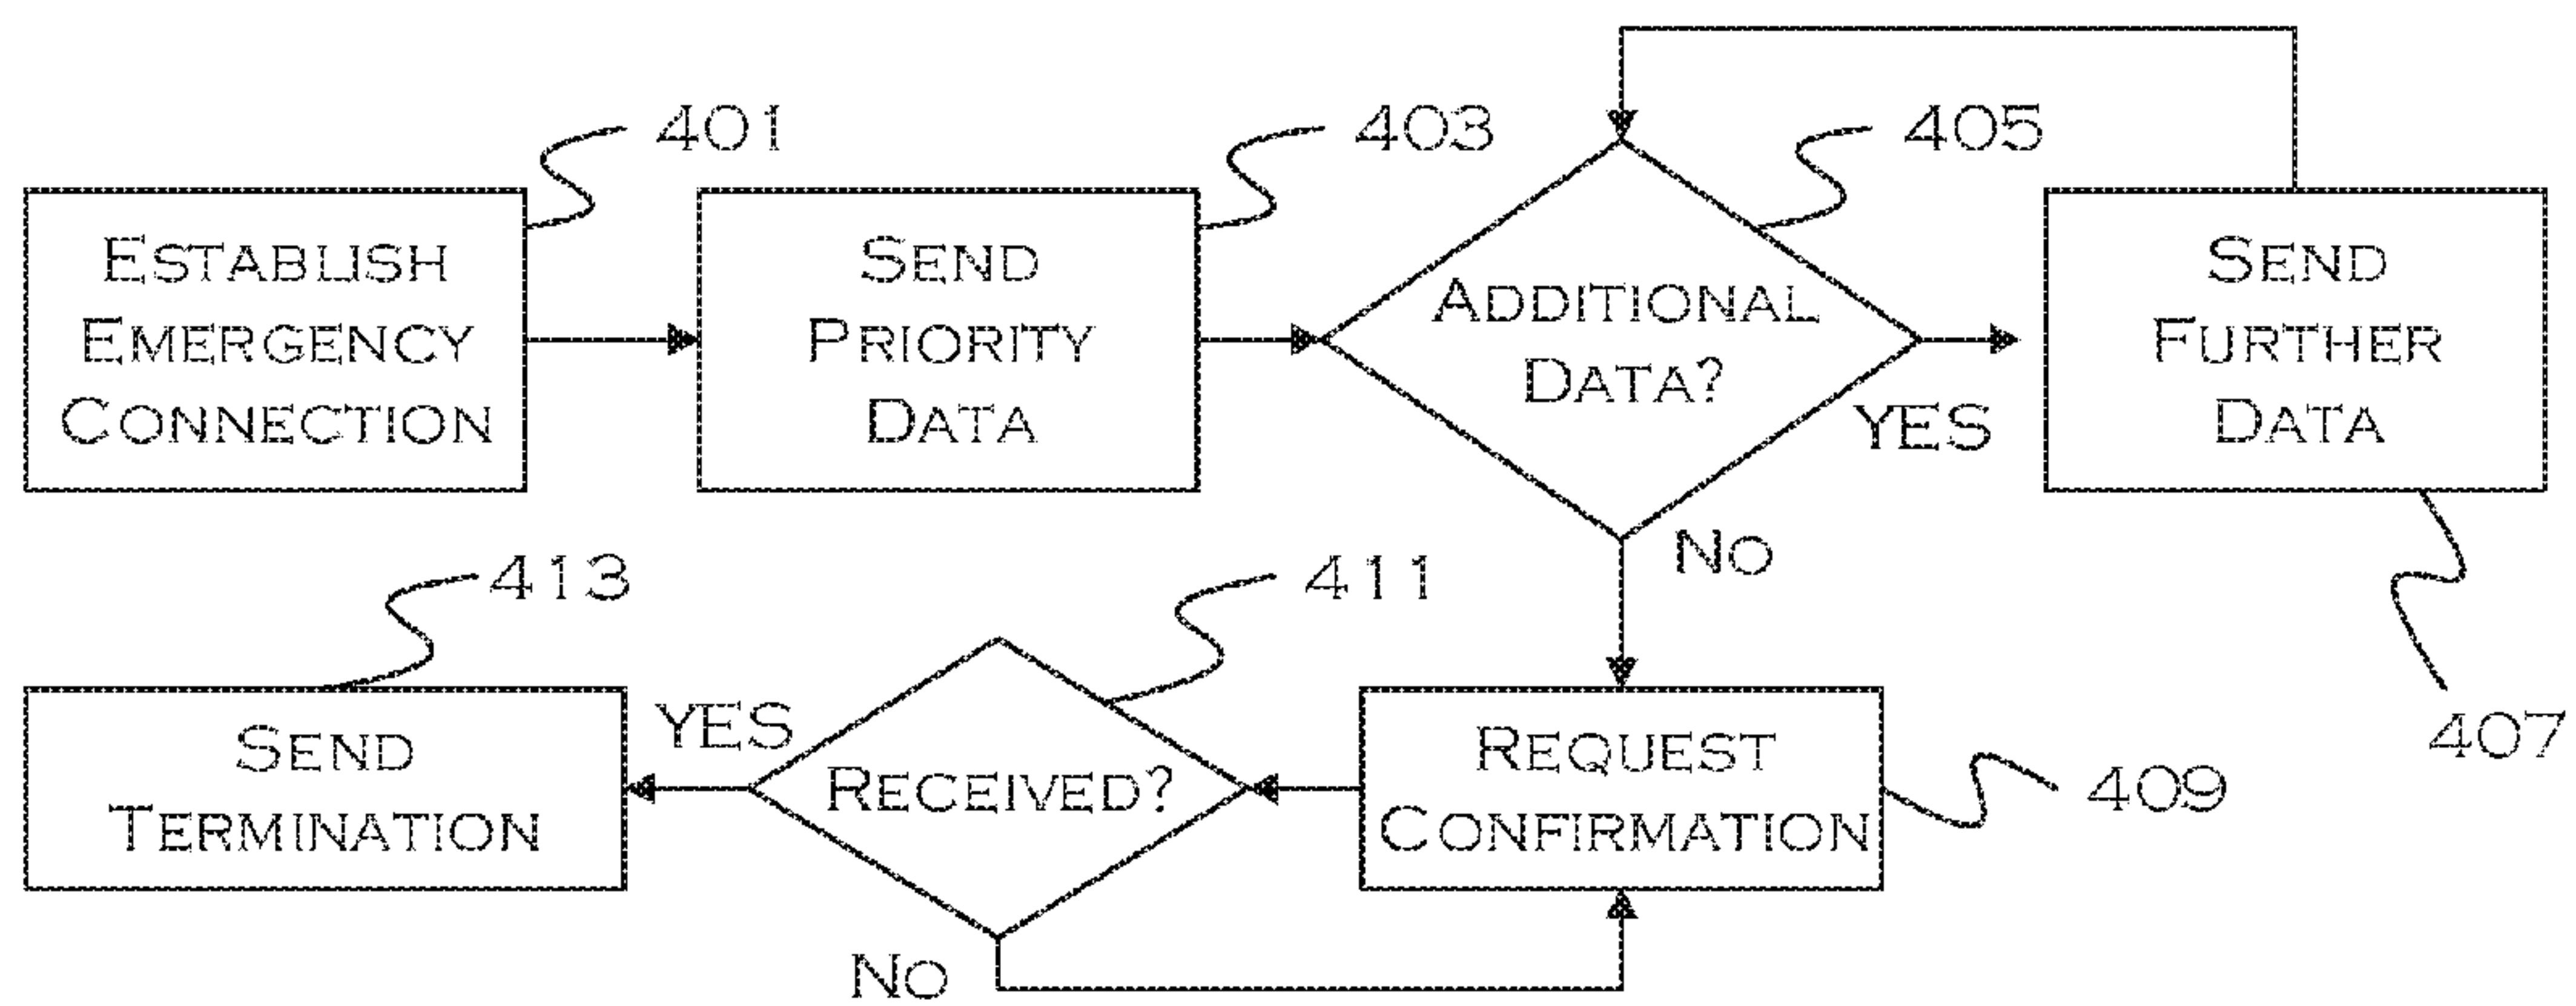 401
403
405
ESTABLISH
EMERGENCY
CONNECTION
SEND
PRIORITY
DATA
ADDITIONAL
DATA?
YES
SEND
FURTHER
DATA
NO
413
411
407
SEND
TERMINATION
YES
RECEIVED?
REQUEST
CONFIRMATION
409
NO